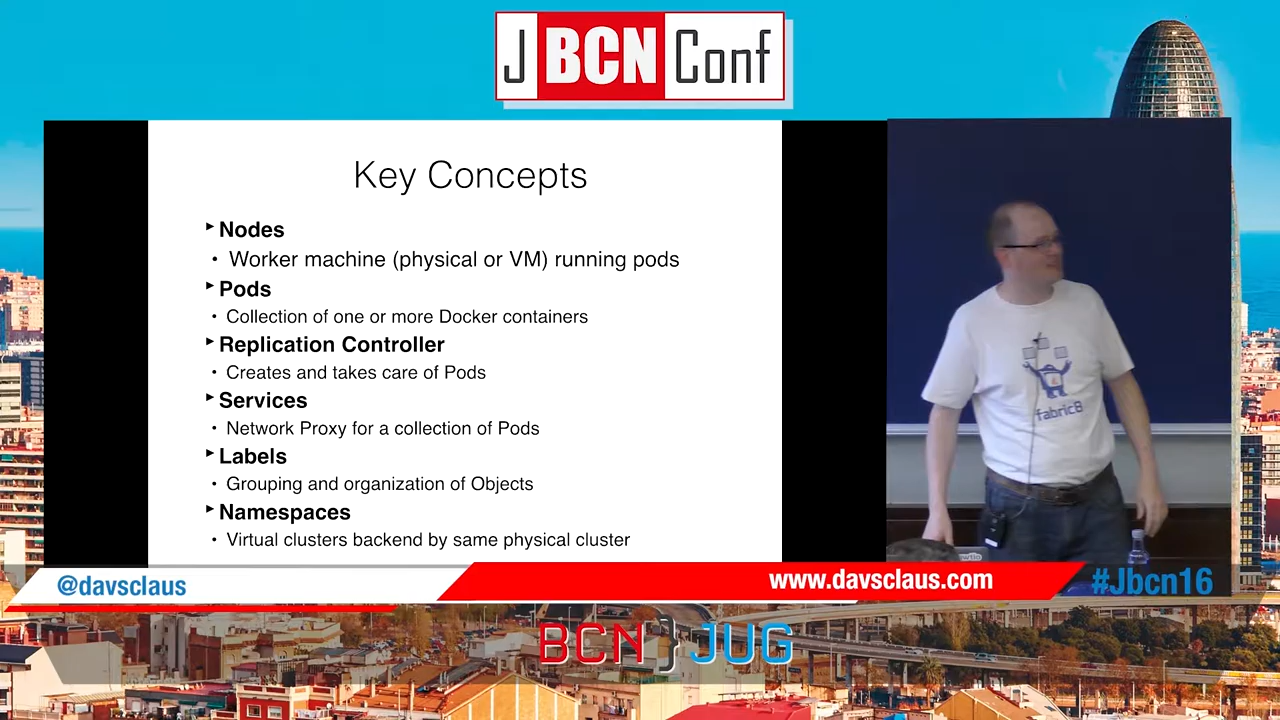 J BCN Conf
Key Concepts
‣ Nodes
• Worker machine (physical or VM) running pods
‣ Pods
• Collection of one or more Docker containers
‣ Replication Controller
• Creates and takes care of Pods
‣ Services
• Network Proxy for a collection of Pods
‣ Labels
• Grouping and organization of Objects
‣ Namespaces
• Virtual clusters backend by same physical cluster
fabric8
@davsclaus
www.davsclaus.com
#Jbcn16
BCN}JUG